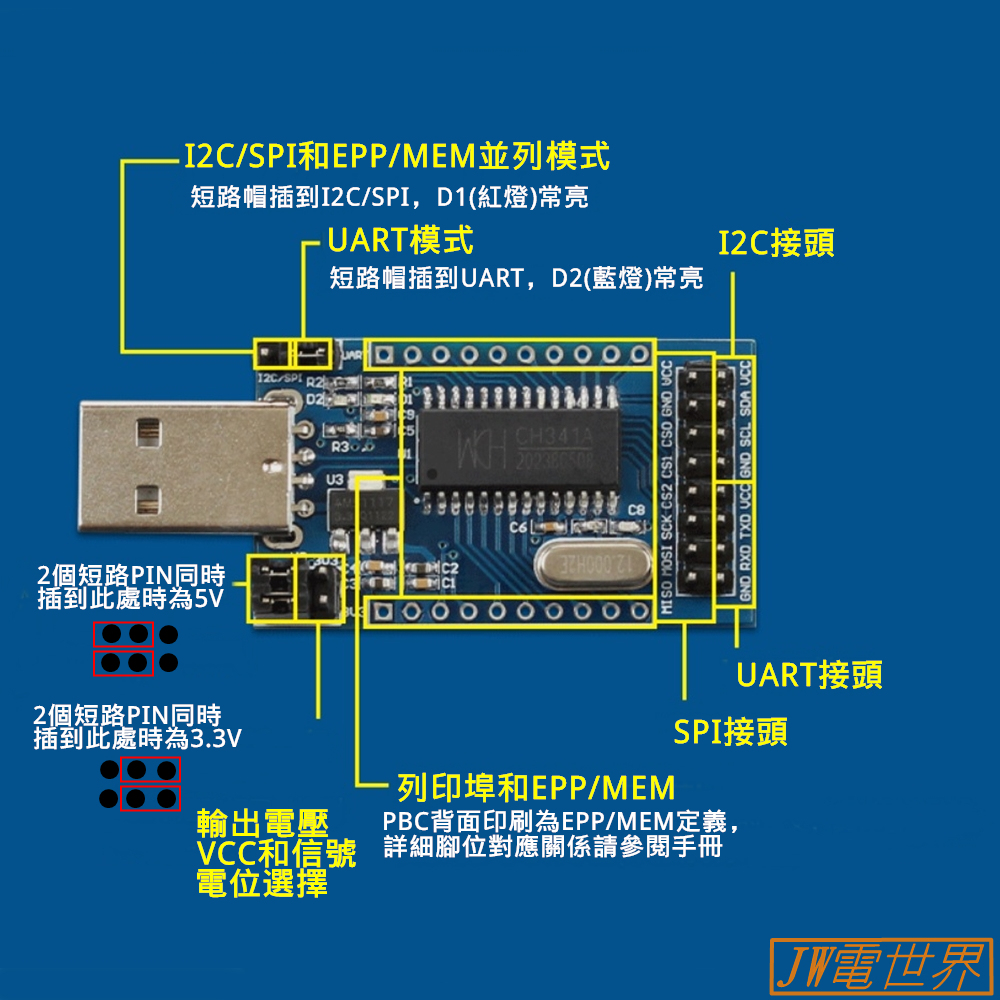 I2C/SPI和EPP/MEM並列模式
短路帽插到I2C/SPI，D1(紅燈)常亮
UART模式
短路帽插到UART，D2(藍燈)常亮
I2C接頭
I2C/SPI
UART
R2
R1
D2
D1
C9
C5
R3
U1
U3
CH341A
C6
C8
12.000H2E
3V3
C2
C1
3V3
VCC
GND
CS0
CS1
CS2
SCK
MOSI
MISO
VCC
SDA
SCL
GND
VCC
TXD
RXD
GND
2個短路PIN同時
插到此處時為5V
2個短路PIN同時
插到此處時為3.3V
UART接頭
SPI接頭
列印埠和EPP/MEM
PBC背面印刷為EPP/MEM定義，
詳細腳位對應關係請參閱手冊
輸出電壓
VCC和信號
電位選擇
JW電世界